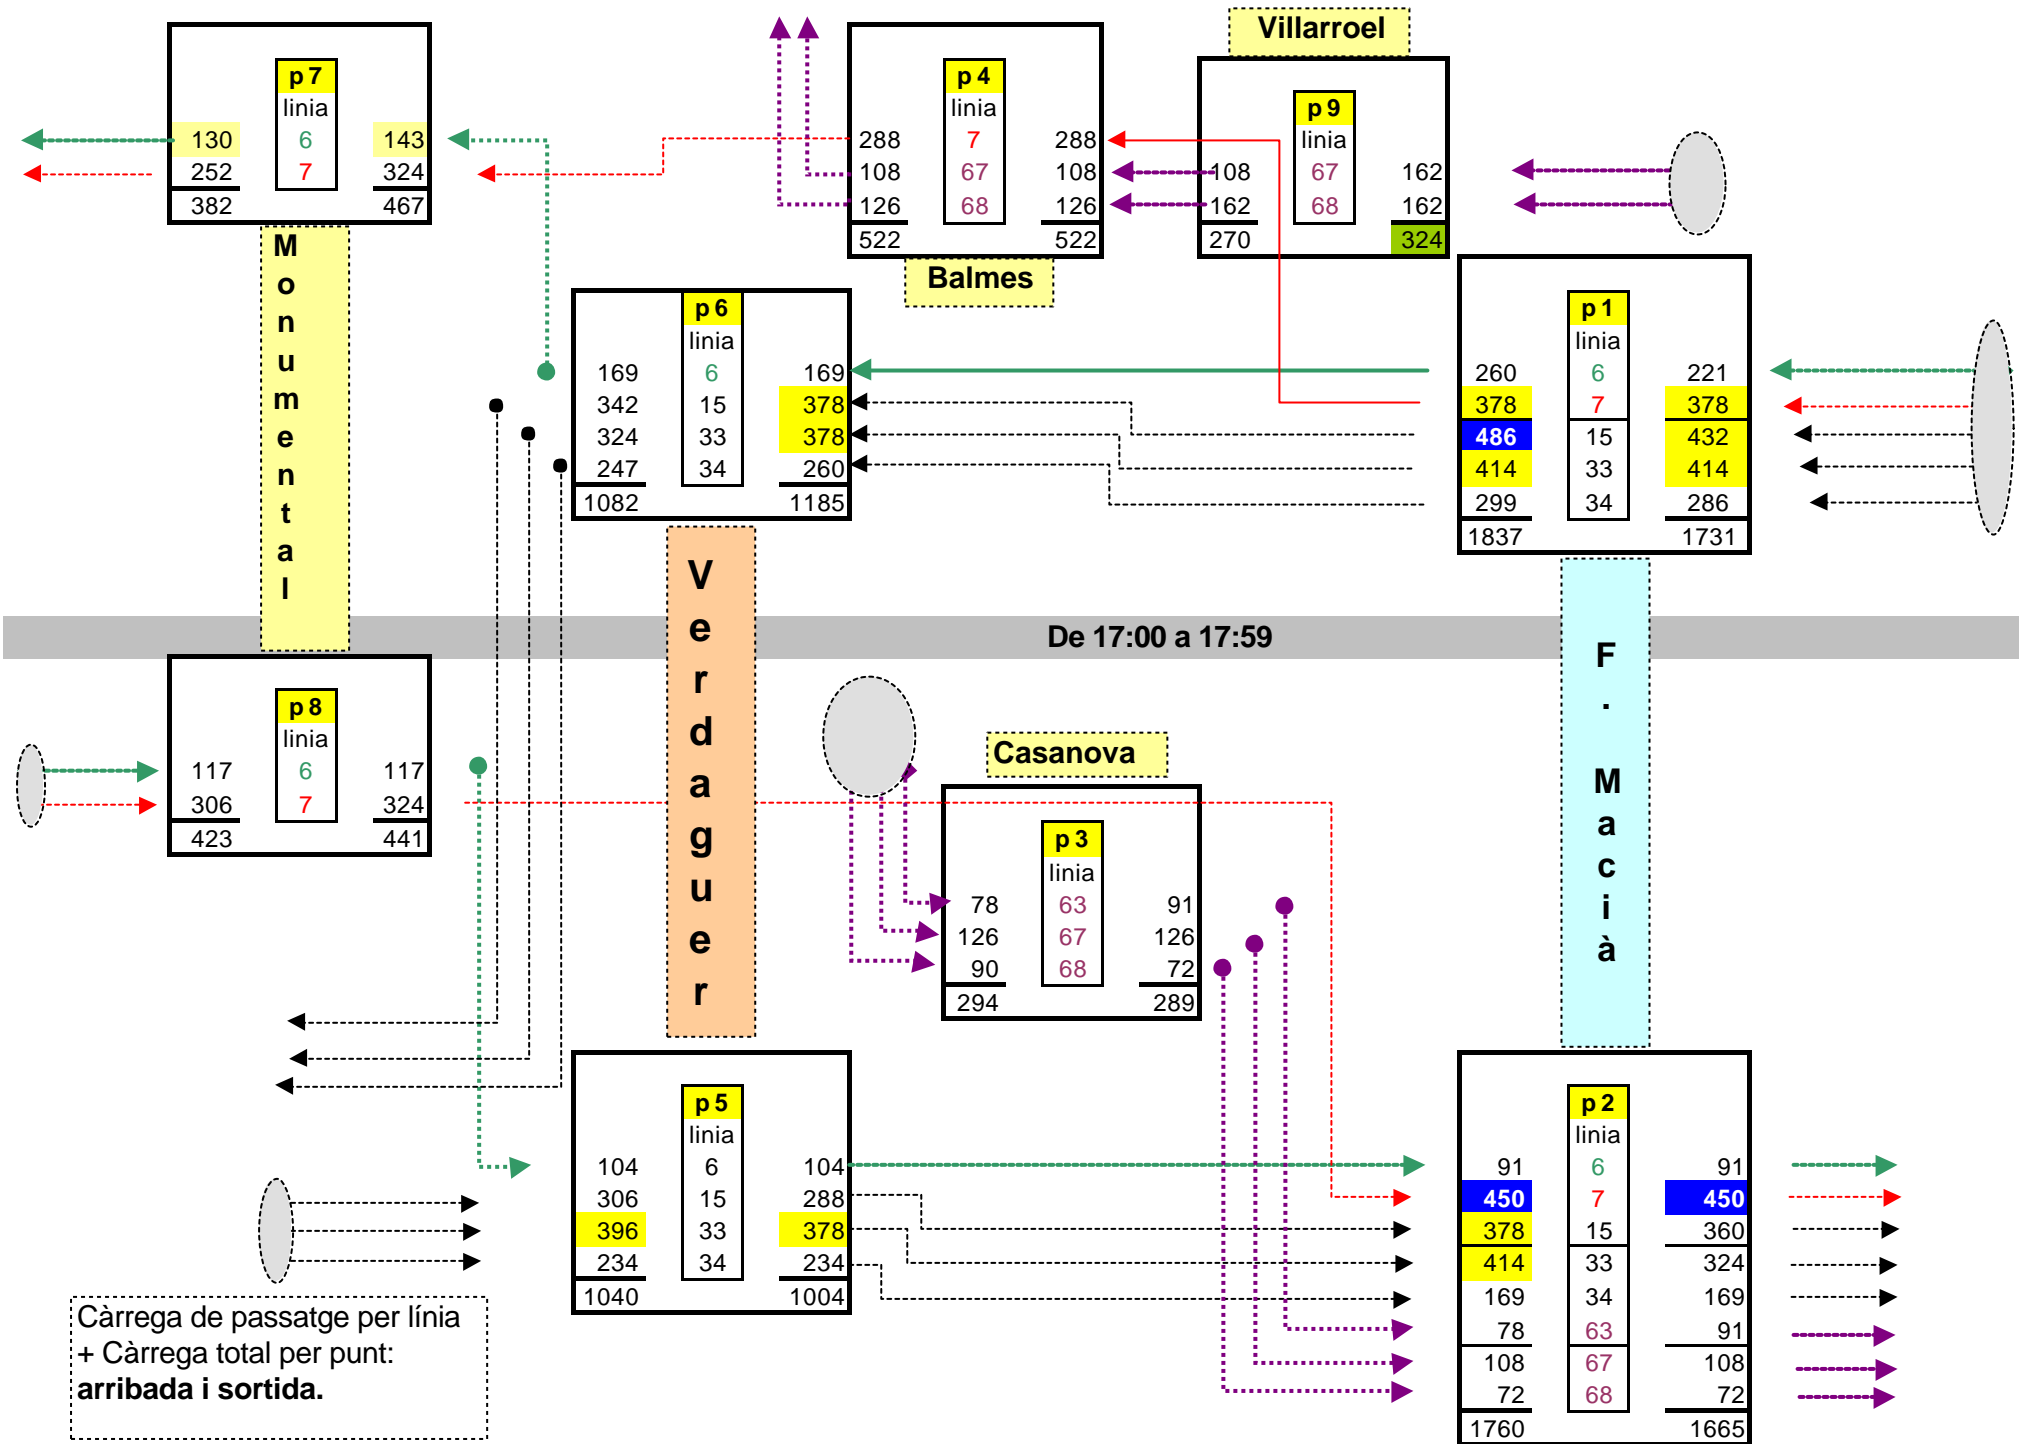 Villarroel
p 7
linia
130 6 143
252 7 324
382 467
p 4
linia
288 7 288
108 67 108
126 68 126
522 522
p 9
linia
108 67 162
162 68 162
270 324
Balmes
Monumental
p 6
linia
169 6 169
342 15 378
324 33 378
247 34 260
1082 1185
p 1
linia
260 6 221
378 7 378
486 15 432
414 33 414
299 34 286
1837 1731
Verdaguer
F. Macià
De 17:00 a 17:59
p 8
linia
117 6 117
306 7 324
423 441
Casanova
p 3
linia
78 63 91
126 67 126
90 68 72
294 289
p 5
linia
104 6 104
306 15 288
396 33 378
234 34 234
1040 1004
p 2
linia
91 6 91
450 7 450
378 15 360
414 33 324
169 34 169
78 63 91
108 67 108
72 68 72
1760 1665
Càrrega de passatge per línia
+ Càrrega total per punt:
arribada i sortida.